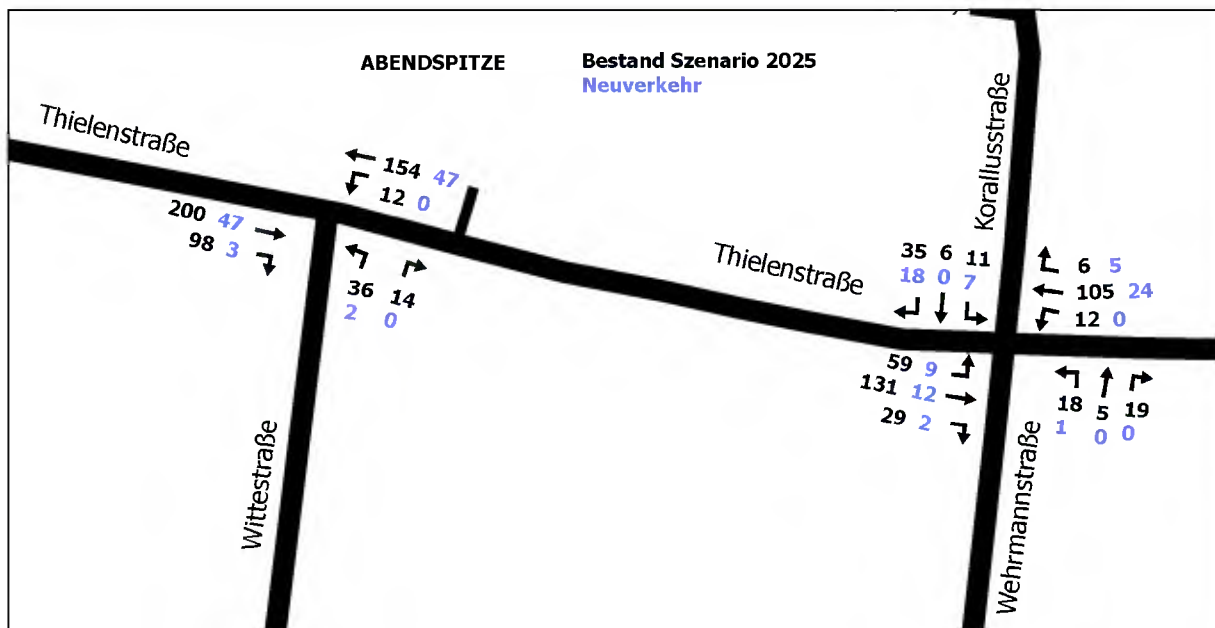 ABENDSPITZE
Bestand Szenario 2025
Neuverkehr
Thielenstraße
154 47
12 0
200 47
98 3
36 14
2 0
Wittestraße
Thielenstraße
Korallusstraße
35 6 11
18 0 7
6 5
105 24
12 0
59 9
131 12
29 2
18 5 19
1 0 0
Wehrmannstraße